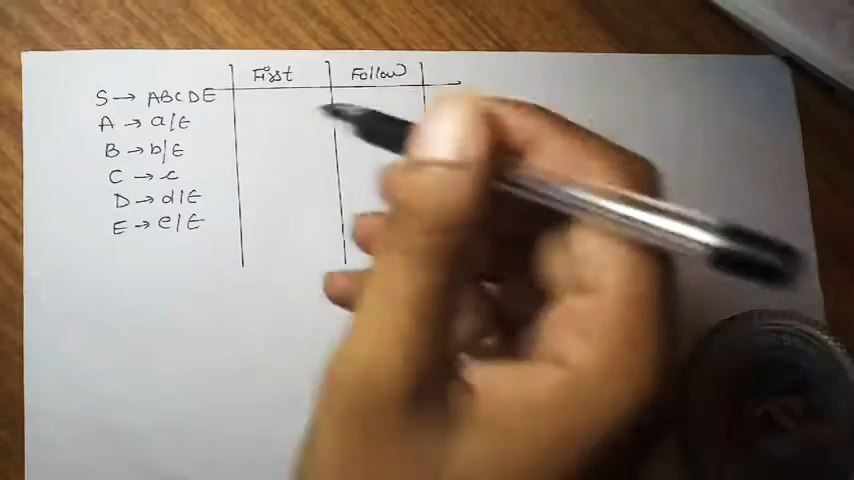 First Follow
S → ABCDE
A → a/ε
B → b/ε
C → c
D → d/ε
E → e/ε